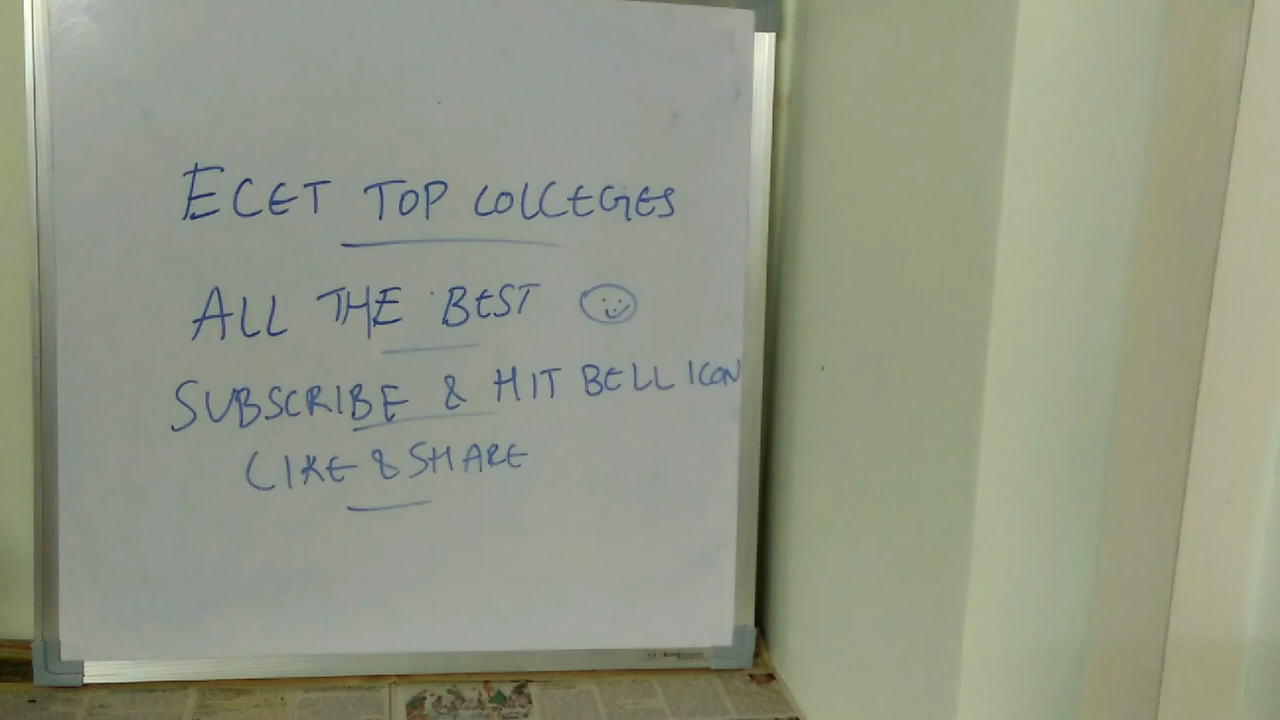 ECET TOP COLLEGES
ALL THE BEST
SUBSCRIBE & HIT BELL ICON
LIKE & SHARE